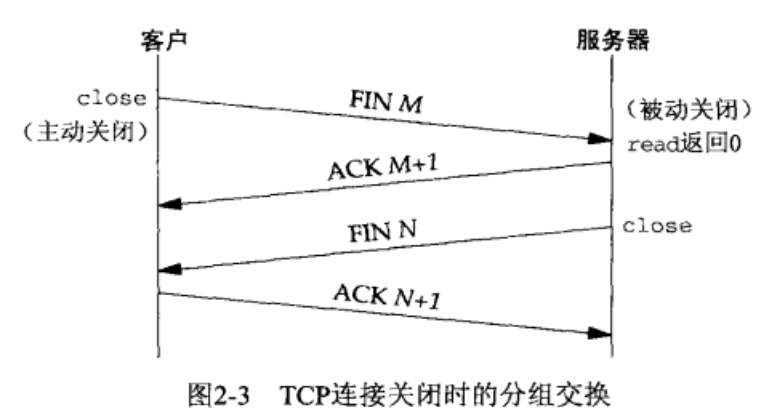 客户
服务器
close
(主动关闭)
FIN M
(被动关闭)
read返回0
ACK M+1
FIN N
close
ACK N+1
图2-3 TCP连接关闭时的分组交换